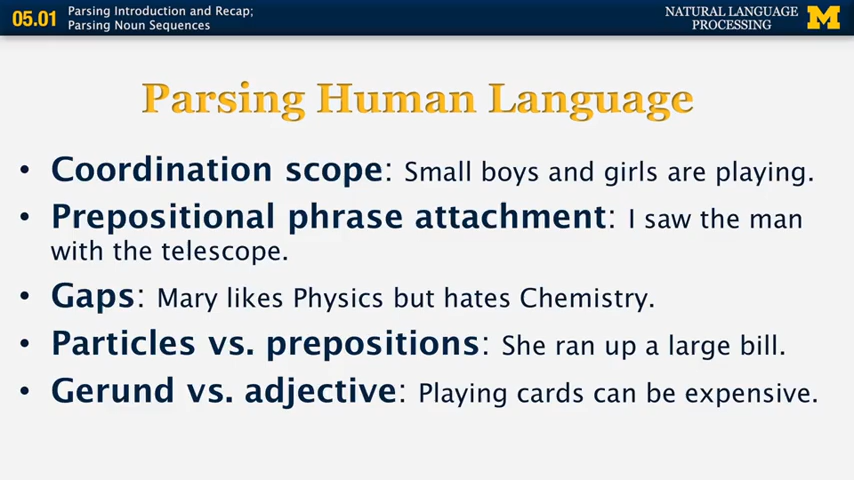 05.01
Parsing Introduction and Recap;
Parsing Noun Sequences
NATURAL LANGUAGE
PROCESSING
M
Parsing Human Language
• Coordination scope: Small boys and girls are playing.
• Prepositional phrase attachment: I saw the man
with the telescope.
• Gaps: Mary likes Physics but hates Chemistry.
• Particles vs. prepositions: She ran up a large bill.
• Gerund vs. adjective: Playing cards can be expensive.